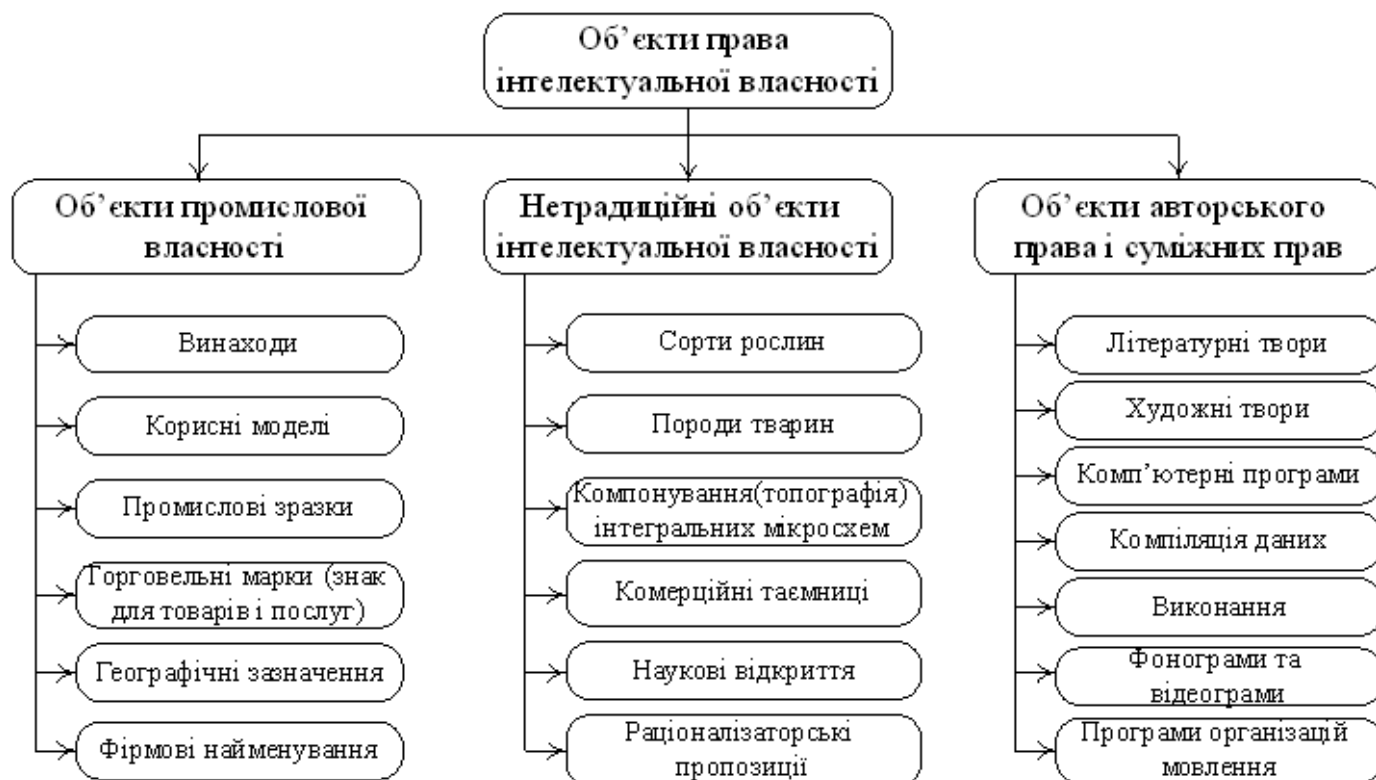 Об’єкти права
інтелектуальної власності
Об’єкти промислової
власності
Винаходи
Корисні моделі
Промислові зразки
Торговельні марки (знак
для товарів і послуг)
Географічні зазначення
Фірмові найменування
Нетрадиційні об’єкти
інтелектуальної власності
Сорти рослин
Породи тварин
Компонування(топографія)
інтегральних мікросхем
Комерційні таємниці
Наукові відкриття
Раціоналізаторські
пропозиції
Об’єкти авторського
права і суміжних прав
Літературні твори
Художні твори
Комп’ютерні програми
Компіляція даних
Виконання
Фонограми та
відеограми
Програми організацій
мовлення